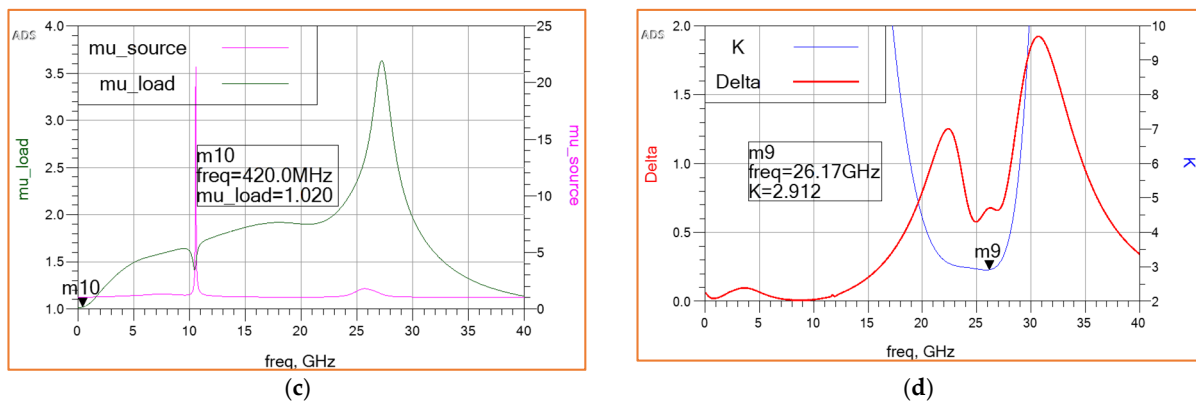 ADS
mu_source
mu_load
m10
freq=420.0MHz
mu_load=1.020
m10
4.0
3.5
3.0
2.5
2.0
1.5
1.0
mu_load
25
20
15
10
5
0
mu_source
0 5 10 15 20 25 30 35 40
freq, GHz
(c)
ADS
K
Delta
m9
freq=26.17GHz
K=2.912
m9
2.0
1.5
1.0
0.5
0.0
Delta
10
9
8
7
6
5
4
3
2
K
0 5 10 15 20 25 30 35 40
freq, GHz
(d)